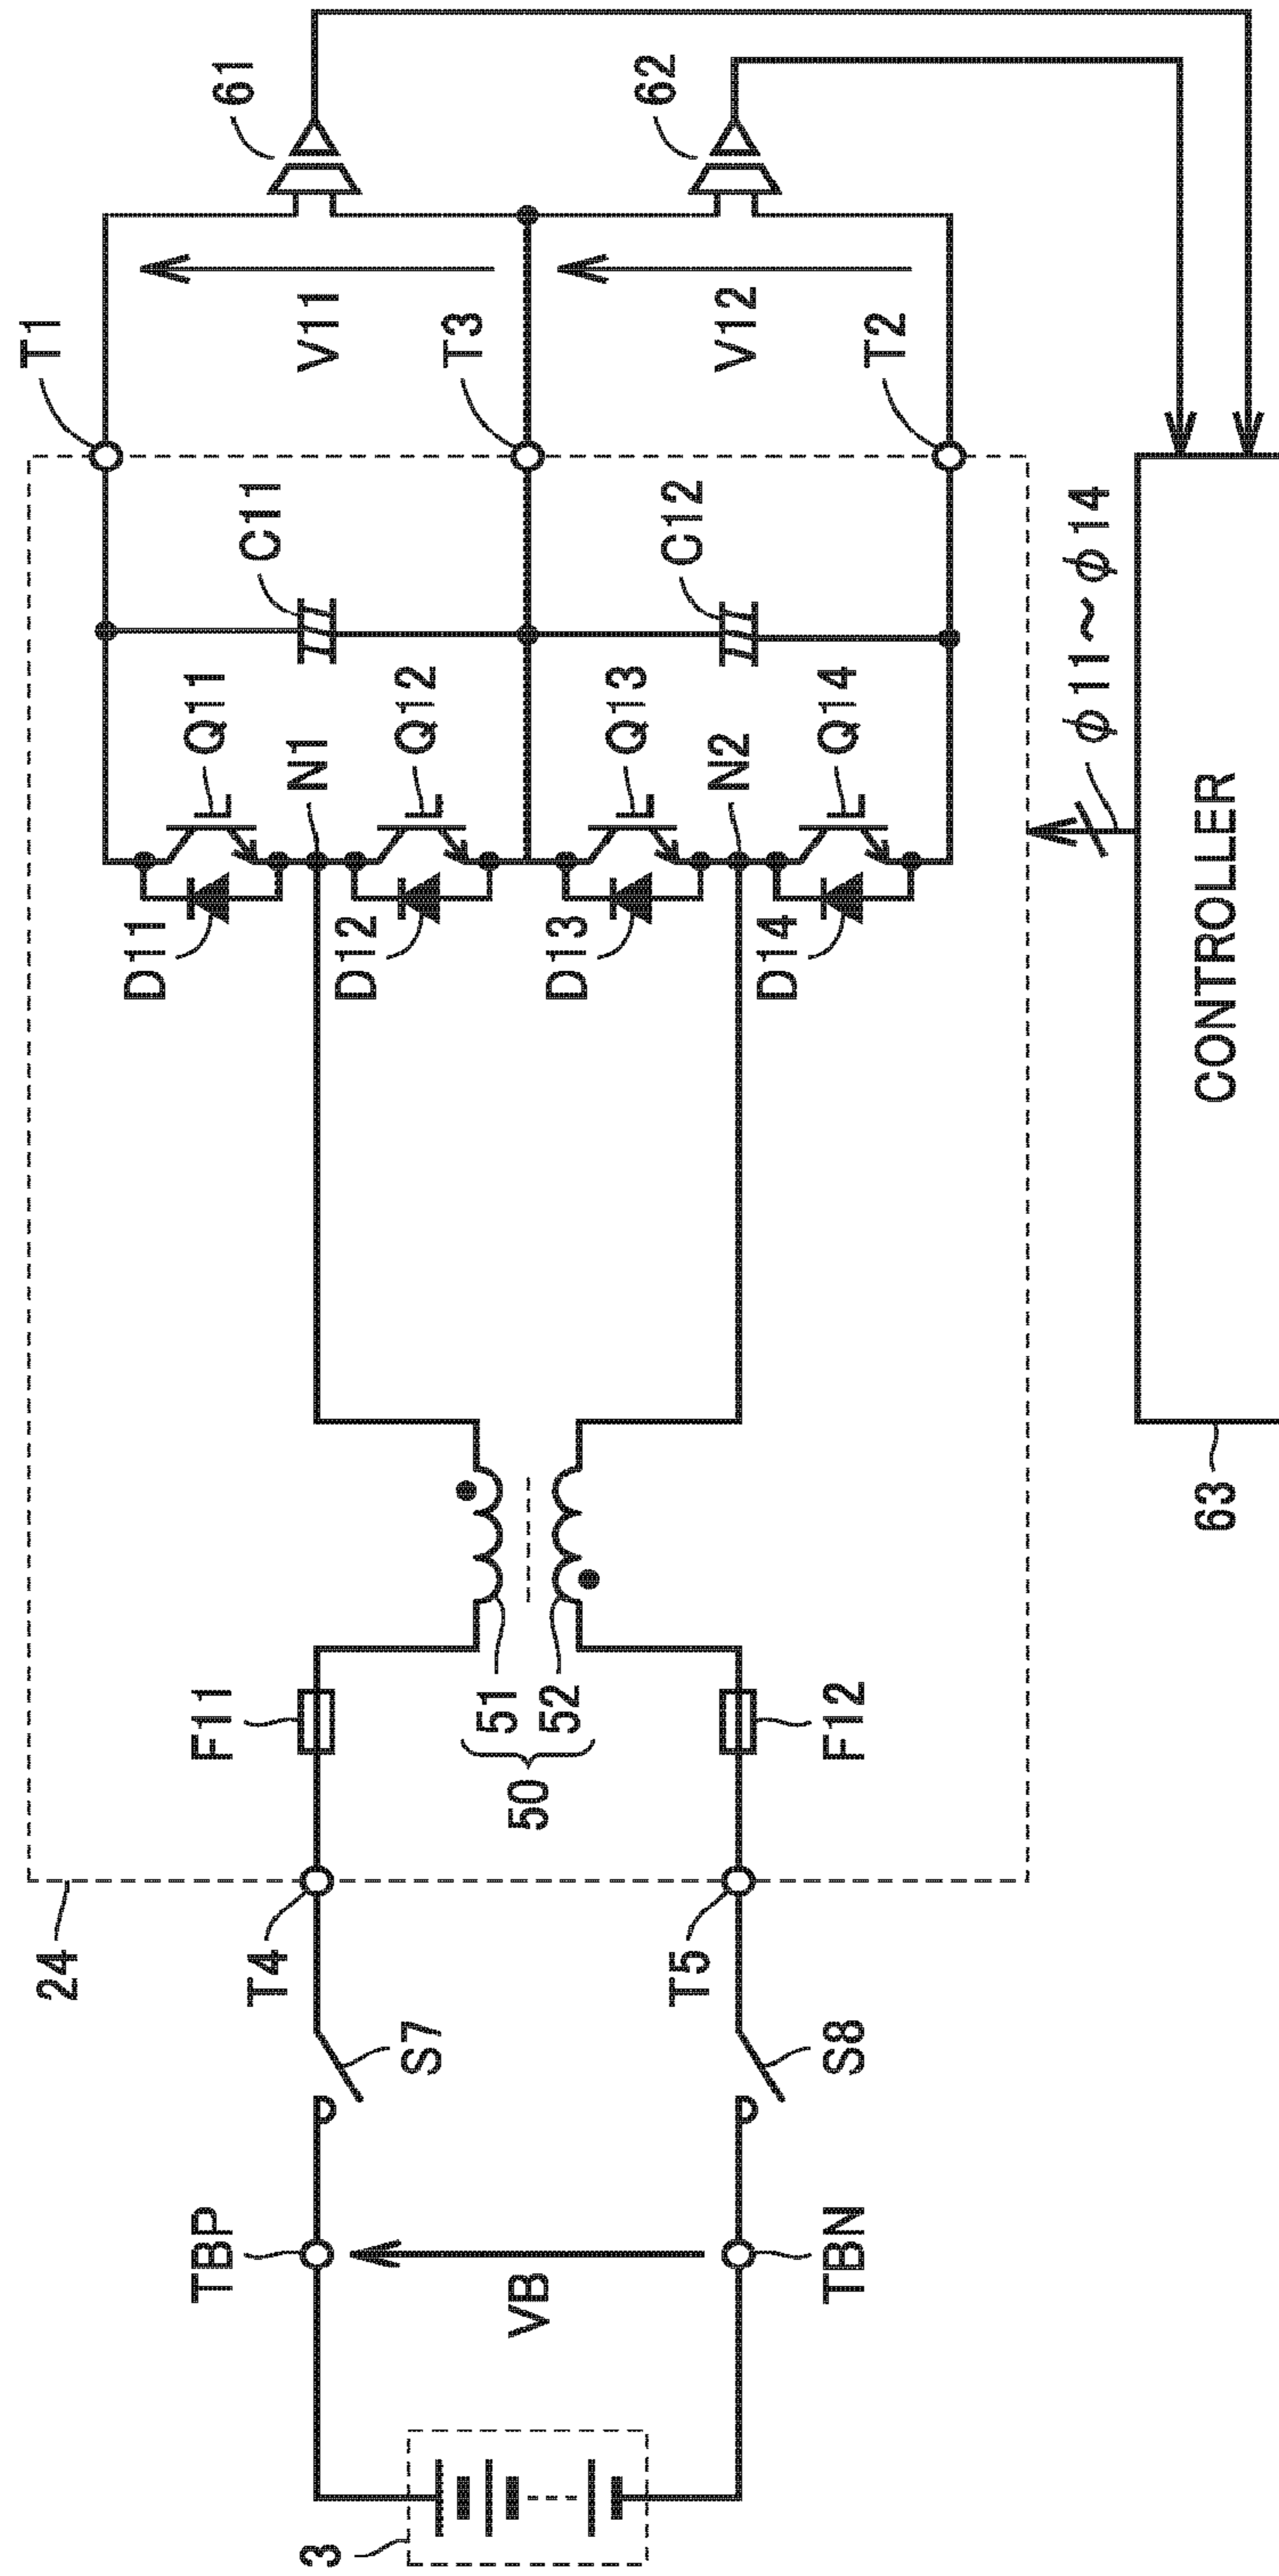 T1
61
T3
V11
62
T2
V12
C11
C12
Q11
N1
Q12
Q13
N2
Q14
D11
D12
D13
D14
φ11~φ14
CONTROLLER
63
F11
51
52
50
F12
24
T4
T5
S7
S8
TBP
VB
TBN
3